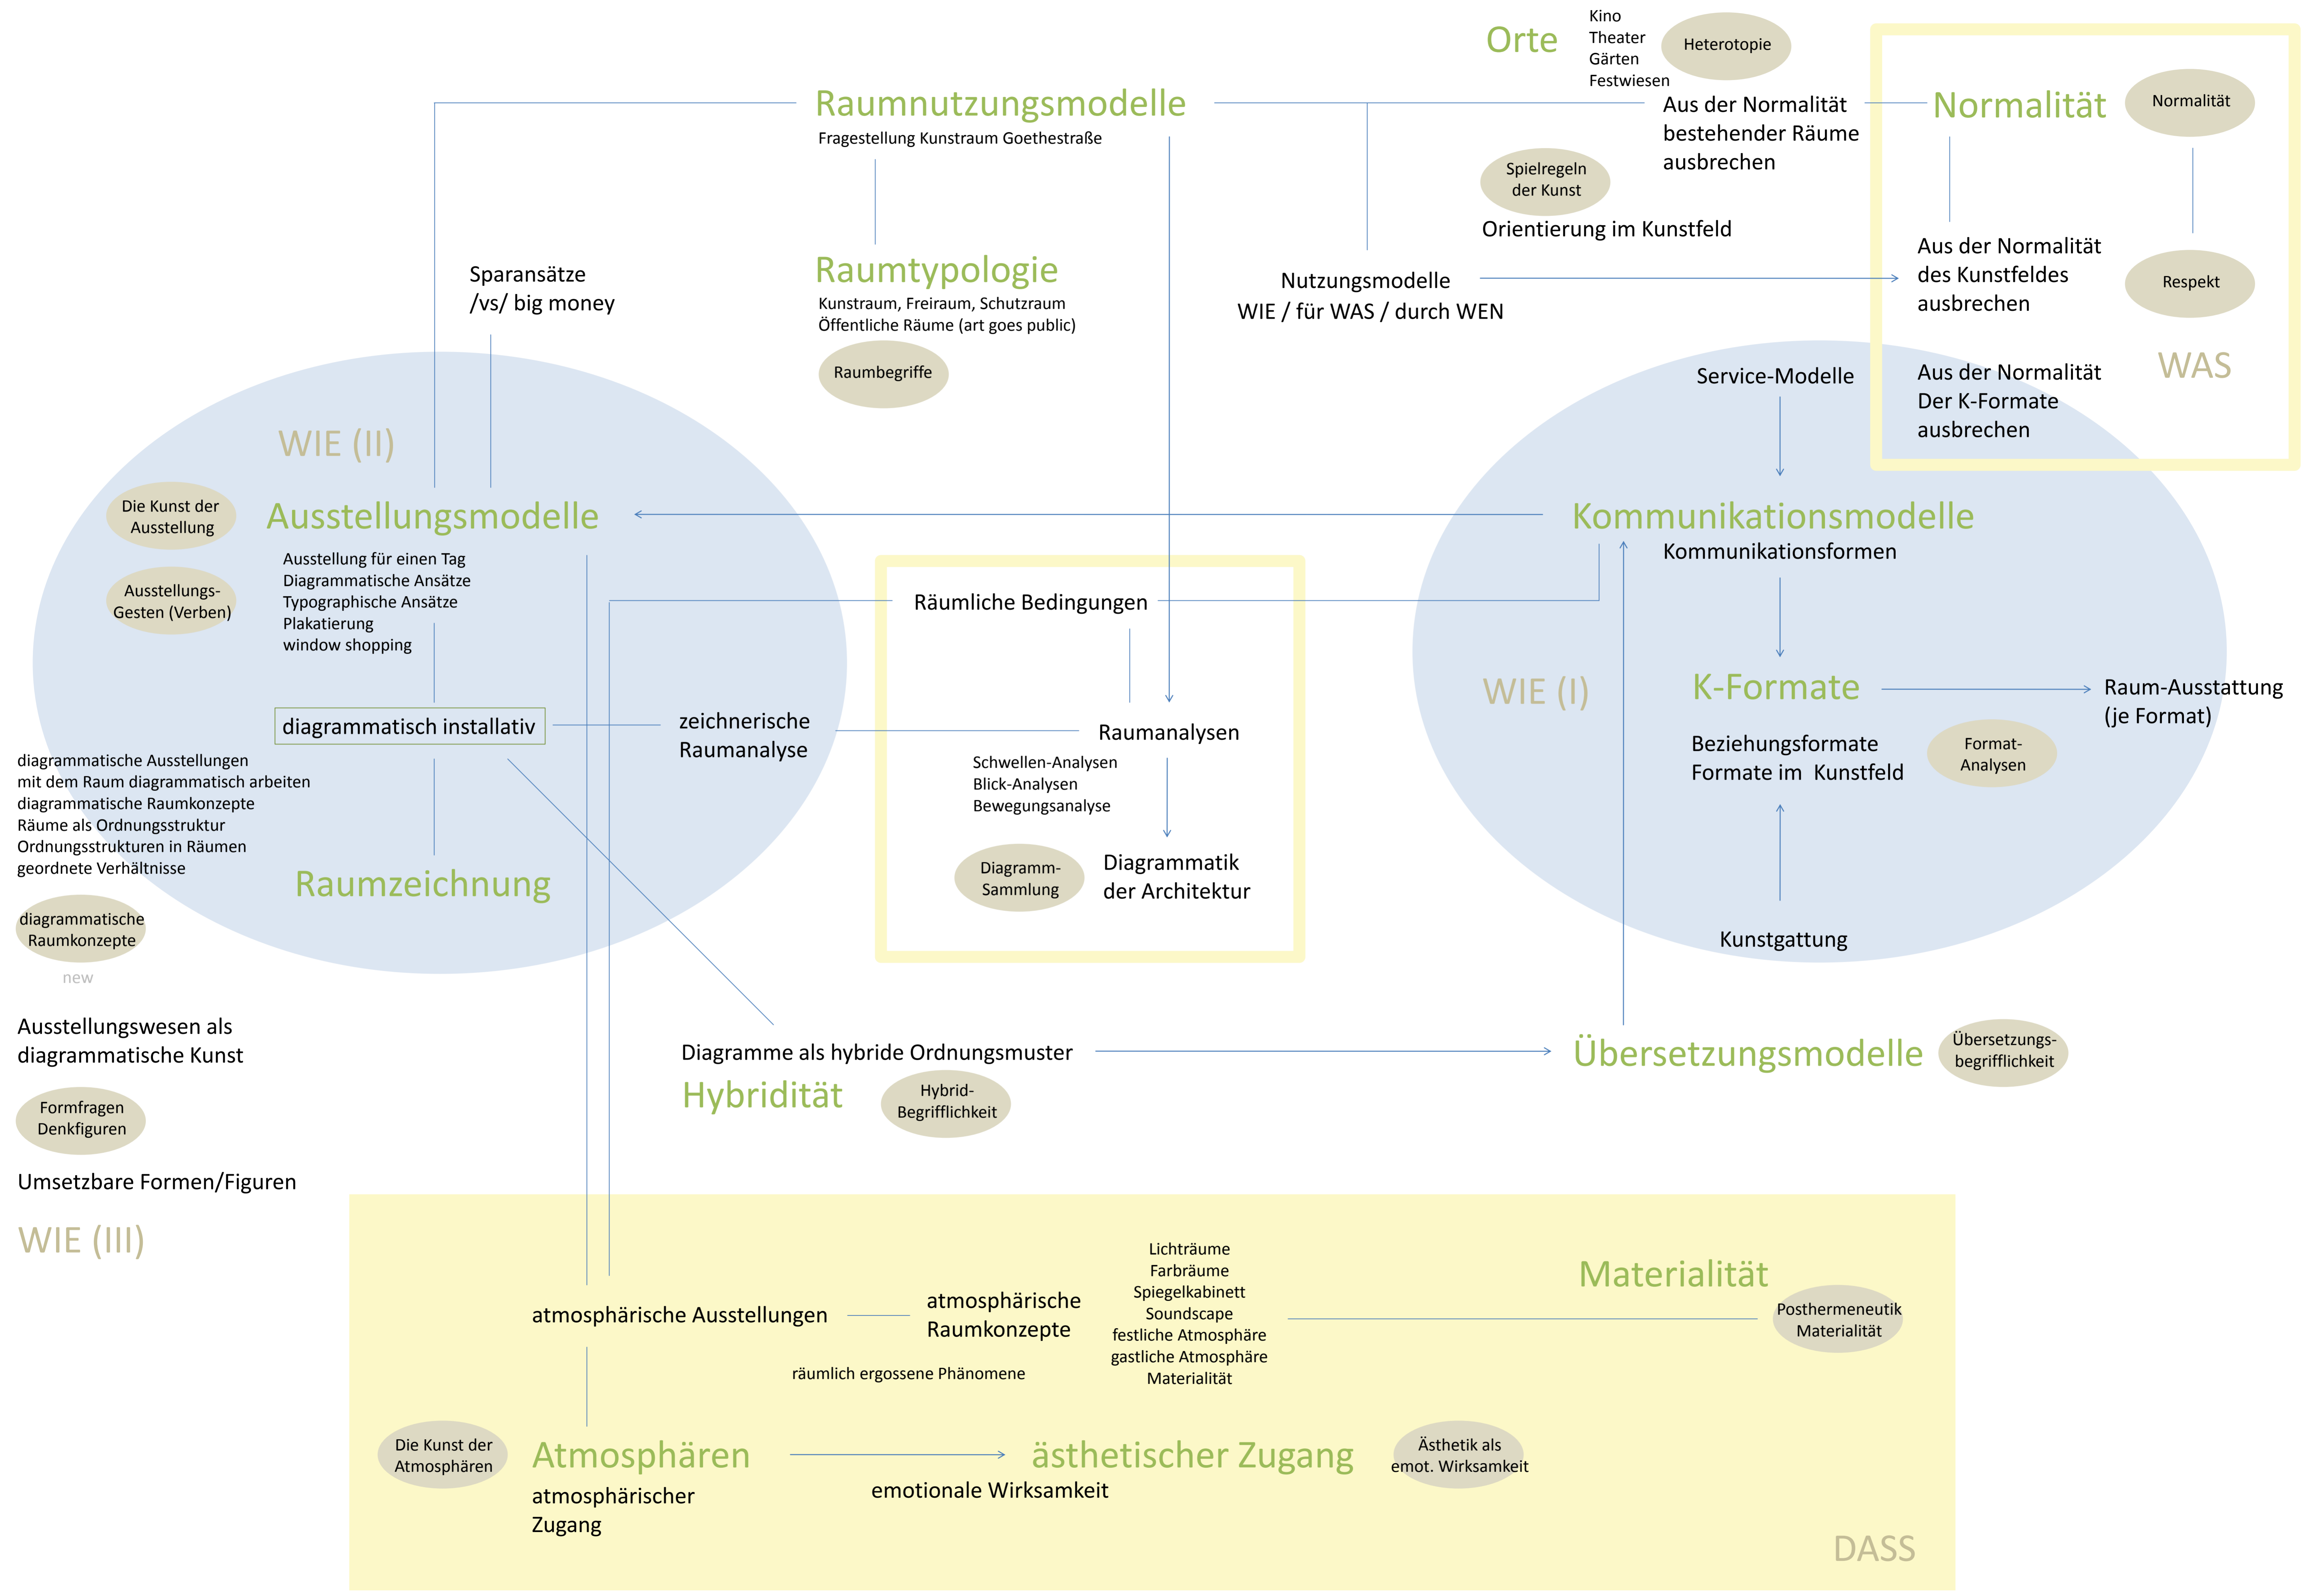 Orte
Kino
Theater
Gärten
Festwiesen
Heterotopie
Raumnutzungsmodelle
Fragestellung Kunstraum Goethestraße
Aus der Normalität
bestehender Räume
ausbrechen
Normalität
Normalität
Spielregeln
der Kunst
Orientierung im Kunstfeld
Sparansätze
/vs/ big money
Raumtypologie
Kunstraum, Freiraum, Schutzraum
Öffentliche Räume (art goes public)
Raumbegriffe
Nutzungsmodelle
WIE / für WAS / durch WEN
Aus der Normalität
des Kunstfeldes
ausbrechen
Respekt
WAS
Aus der Normalität
Der K-Formate
ausbrechen
WIE (II)
Die Kunst der
Ausstellung
Ausstellungsmodelle
Ausstellungs-
Gesten (Verben)
Ausstellung für einen Tag
Diagrammatische Ansätze
Typographische Ansätze
Plakatierung
window shopping
diagrammatisch installativ
zeichnerische
Raumanalyse
Raumzeichnung
Räumliche Bedingungen
Raumanalysen
Schwellen-Analysen
Blick-Analysen
Bewegungsanalyse
Diagramm-
Sammlung
Diagrammatik
der Architektur
Service-Modelle
Kommunikationsmodelle
Kommunikationsformen
WIE (I)
K-Formate
Raum-Ausstattung
(je Format)
Beziehungsformate
Formate im  Kunstfeld
Format-
Analysen
Kunstgattung
diagrammatische Ausstellungen
mit dem Raum diagrammatisch arbeiten
diagrammatische Raumkonzepte
Räume als Ordnungsstruktur
Ordnungsstrukturen in Räumen
geordnete Verhältnisse
diagrammatische
Raumkonzepte
new
Ausstellungswesen als
diagrammatische Kunst
Formfragen
Denkfiguren
Umsetzbare Formen/Figuren
WIE (III)
Diagramme als hybride Ordnungsmuster
Hybridität
Hybrid-
Begrifflichkeit
Übersetzungsmodelle
Übersetzungs-
begrifflichkeit
atmosphärische Ausstellungen
atmosphärische
Raumkonzepte
räumlich ergossene Phänomene
Lichträume
Farbräume
Spiegelkabinett
Soundscape
festliche Atmosphäre
gastliche Atmosphäre
Materialität
Materialität
Posthermeneutik
Materialität
Die Kunst der
Atmosphären
Atmosphären
atmosphärischer
Zugang
emotionale Wirksamkeit
ästhetischer Zugang
Ästhetik als
emot. Wirksamkeit
DASS